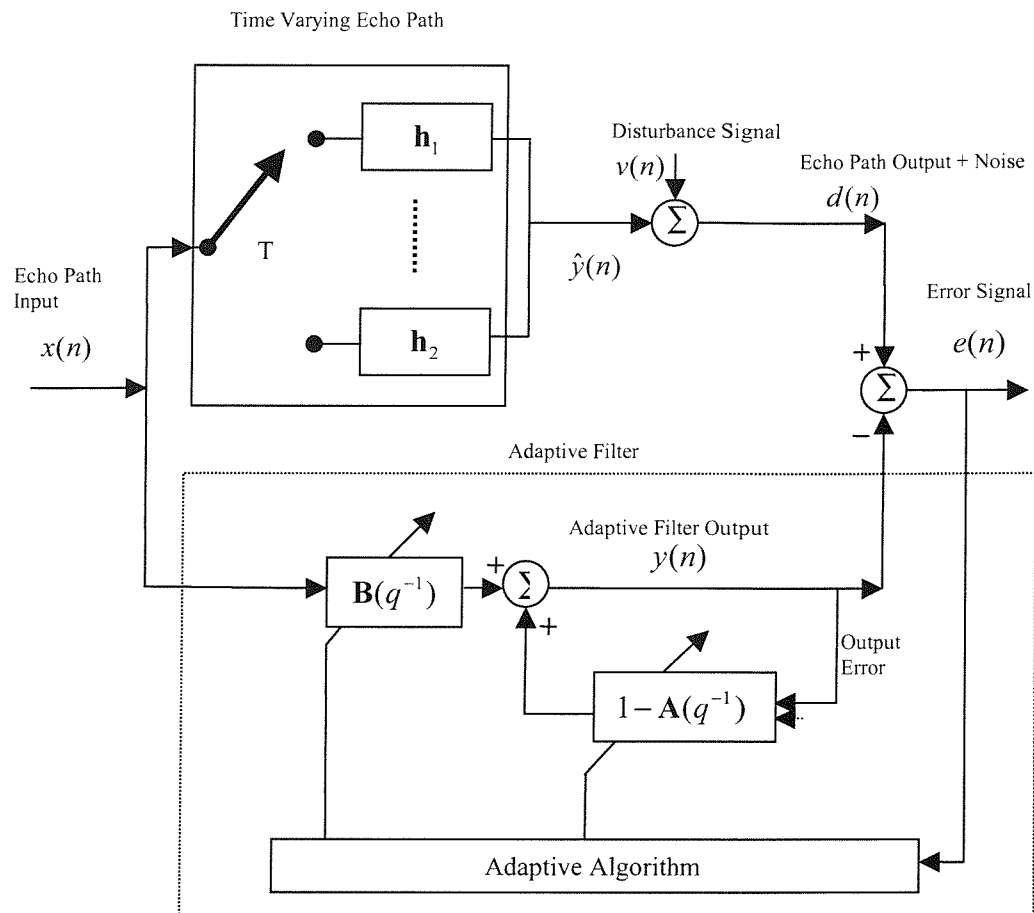 Time Varying Echo Path
h₁
Disturbance Signal
v(n)
Echo Path Output + Noise
d(n)
Σ
T
ŷ(n)
Echo Path
Input
x(n)
Error Signal
e(n)
h₂
+
Σ
−
Adaptive Filter
Adaptive Filter Output
y(n)
B(q⁻¹)
+
Σ
+
Output
Error
1 − A(q⁻¹)
Adaptive Algorithm